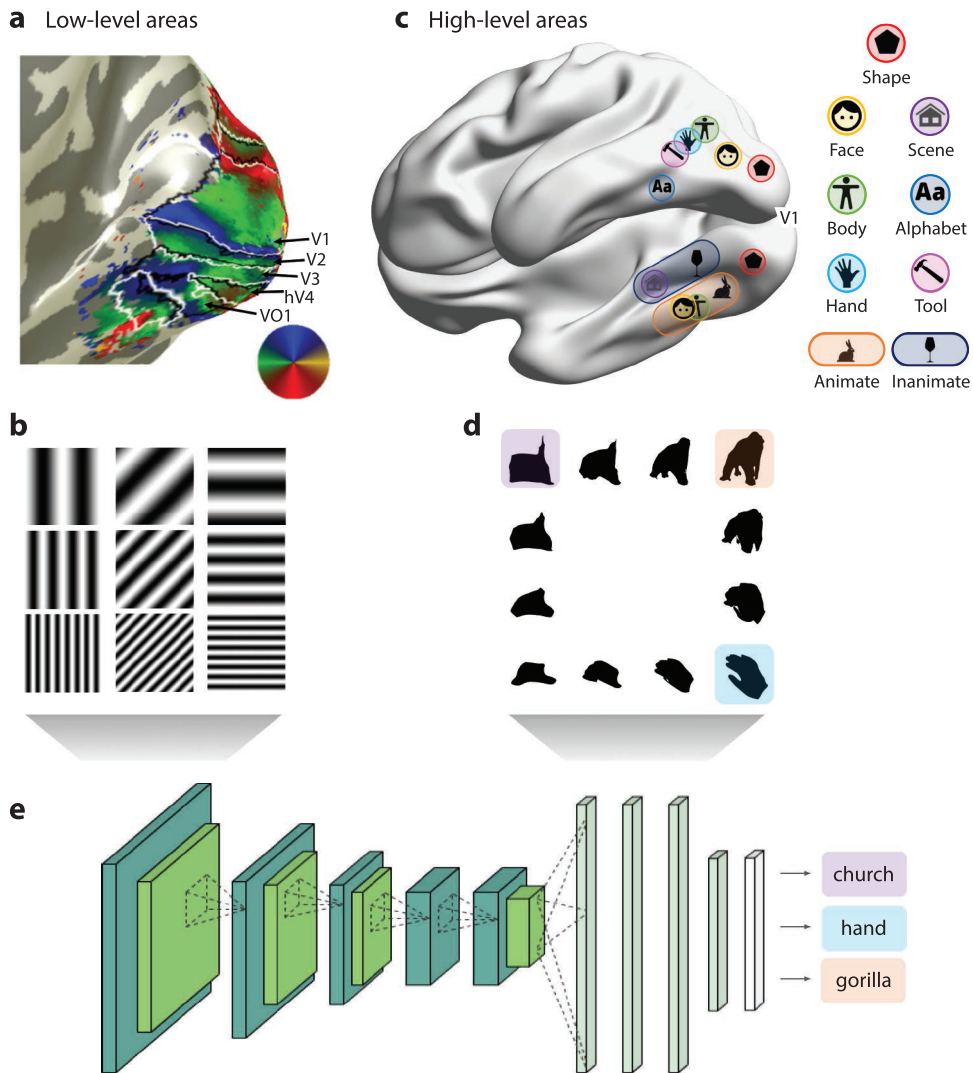 a Low-level areas
V1
V2
V3
hV4
VO1
b
c High-level areas
Aa
V1
Shape
Face
Scene
Aa
Body
Alphabet
Hand
Tool
Animate
Inanimate
d
e
church
hand
gorilla